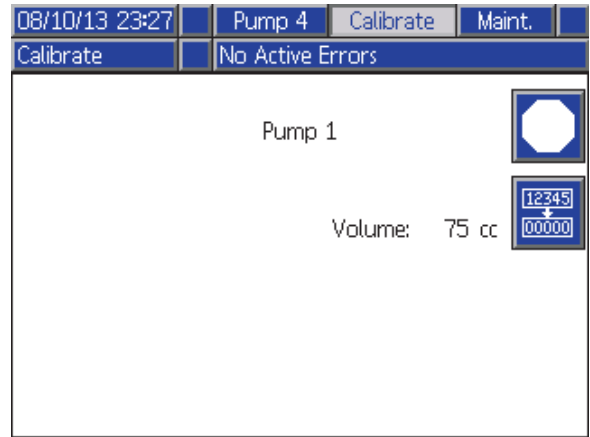 08/10/13 23:27 Pump 4 Calibrate Maint.
Calibrate No Active Errors
Pump 1
12345
Volume: 75 cc
00000